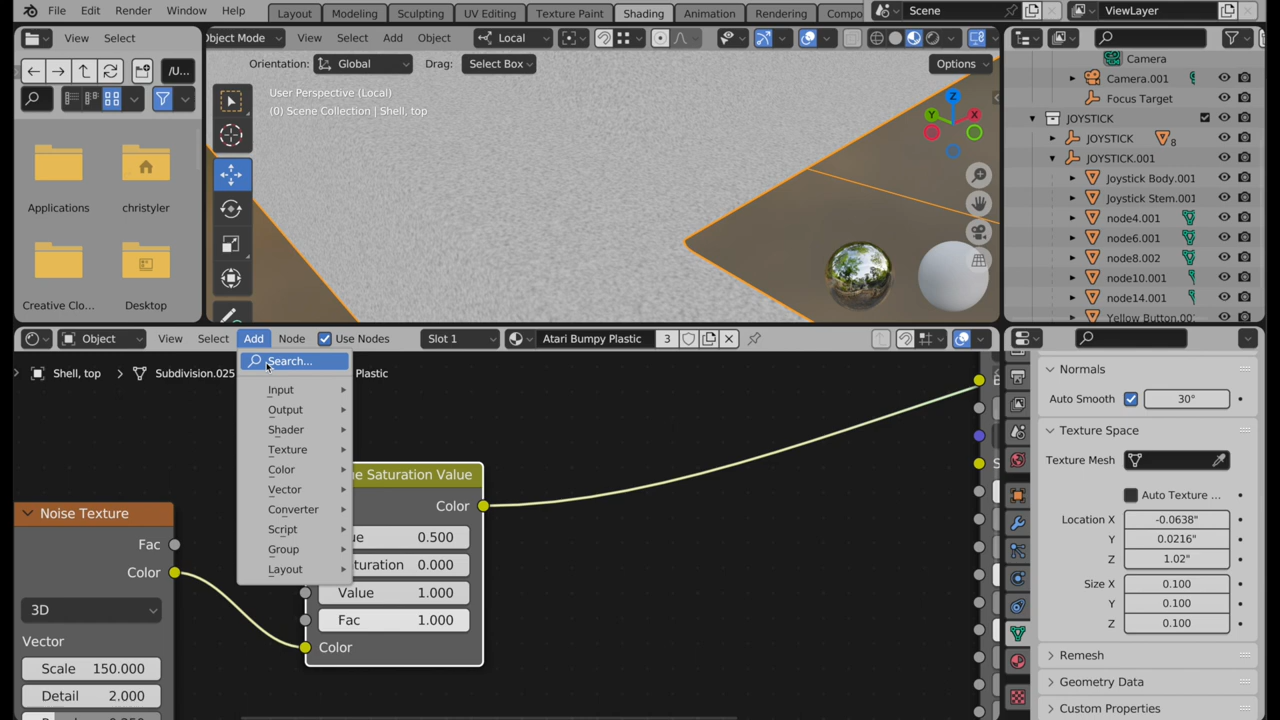 File Edit Render Window Help Layout Modeling Sculpting UV Editing Texture Paint Shading Animation Rendering Compo Scene ViewLayer
View Select
/U...
Applications christyler
Creative Clo... Desktop
Object Mode View Select Add Object Local
Orientation: Global Drag: Select Box Options
User Perspective (Local)
(0) Scene Collection | Shell, top
Z
Y X
Camera
Camera.001
Focus Target
JOYSTICK
JOYSTICK 8
JOYSTICK.001
Joystick Body.001
Joystick Stem.001
node4.001
node6.001
node8.002
node10.001
node14.001
Yellow Button.00
Object View Select Add Node Use Nodes Slot 1 Atari Bumpy Plastic 3
Shell, top Subdivision.025 Plastic
Search...
Input
Output
Shader
Texture
Color
Vector
Converter
Script
Group
Layout
Noise Texture
Fac
Color
3D
Vector
Scale 150.000
Detail 2.000
e Saturation Value
Color
ue 0.500
turation 0.000
Value 1.000
Fac 1.000
Color
Normals
Auto Smooth 30°
Texture Space
Texture Mesh
Auto Texture ...
Location X -0.0638"
Y 0.0216"
Z 1.02"
Size X 0.100
Y 0.100
Z 0.100
Remesh
Geometry Data
Custom Properties